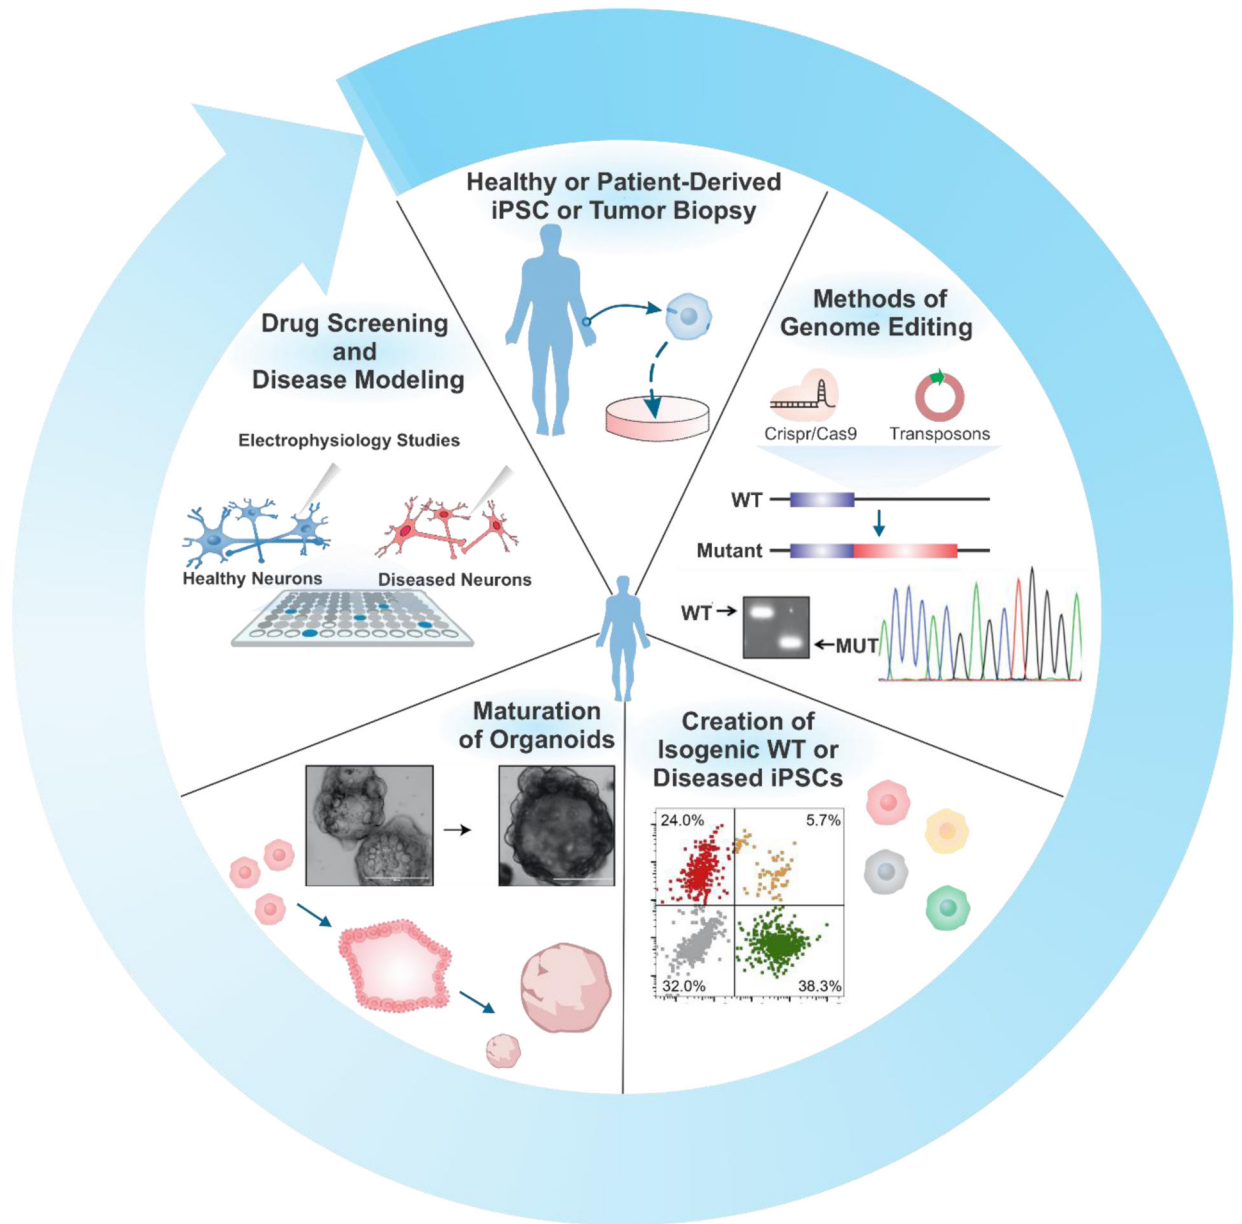 Healthy or Patient-Derived
iPSC or Tumor Biopsy
Methods of
Genome Editing
Crispr/Cas9
Transposons
WT
Mutant
WT
MUT
Creation of
Isogenic WT or
Diseased iPSCs
24.0%
5.7%
32.0%
38.3%
Maturation
of Organoids
Drug Screening
and
Disease Modeling
Electrophysiology Studies
Healthy Neurons
Diseased Neurons